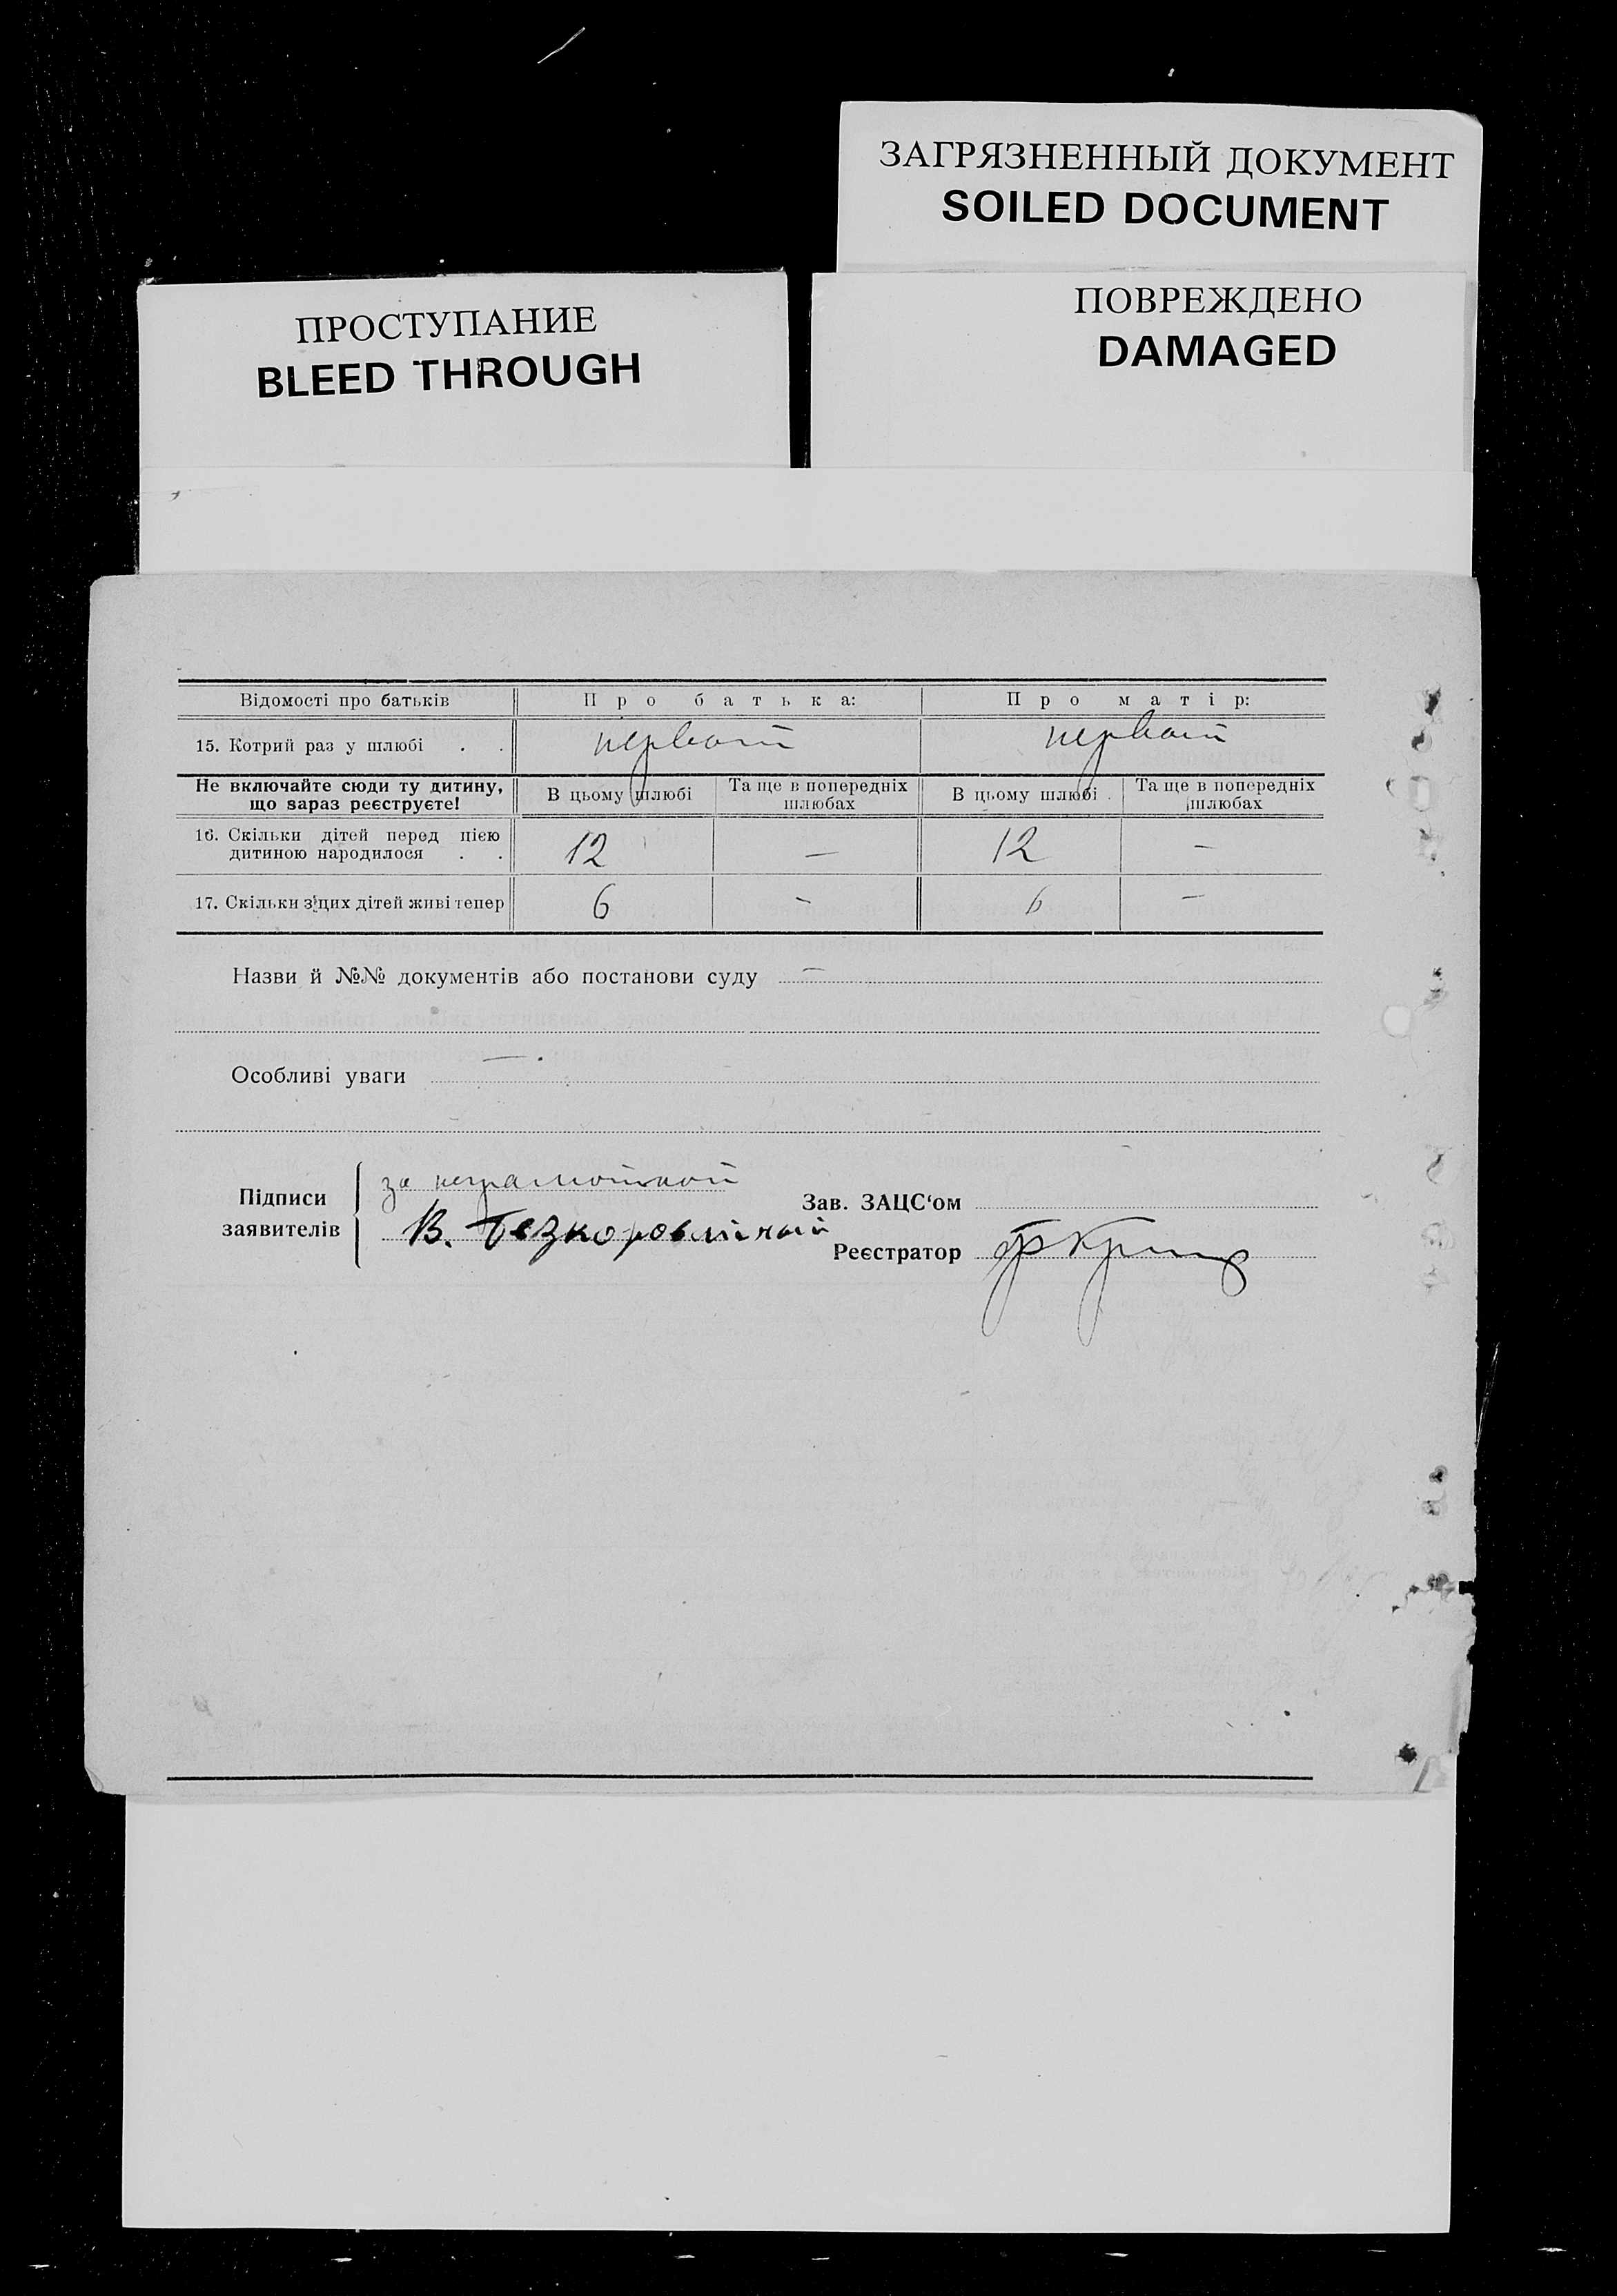 ЗАГРЯЗНЕННЫЙ ДОКУМЕНТ
SOILED DOCUMENT
ПРОСТУПАНИЕ
BLEED THROUGH
ПОВРЕЖДЕНО
DAMAGED
Відомості про батьків Про батька: Про матір:
15. Котрий раз у шлюбі . . первый первый
Не включайте сюди ту дитину, що зараз реєструєте! В цьому шлюбі Та ще в попередніх шлюбах В цьому шлюбі Та ще в попередніх шлюбах
16. Скільки дітей перед цією дитиною народилося . . 12 — 12 —
17. Скільки з цих дітей живі тепер 6 - 6 —
Назви й №№ документів або постанови суду —
Особливі уваги —
Підписи заявителів
за неграмотной
В. Безкоровайный
Зав. ЗАЦС‘ом
Реєстратор